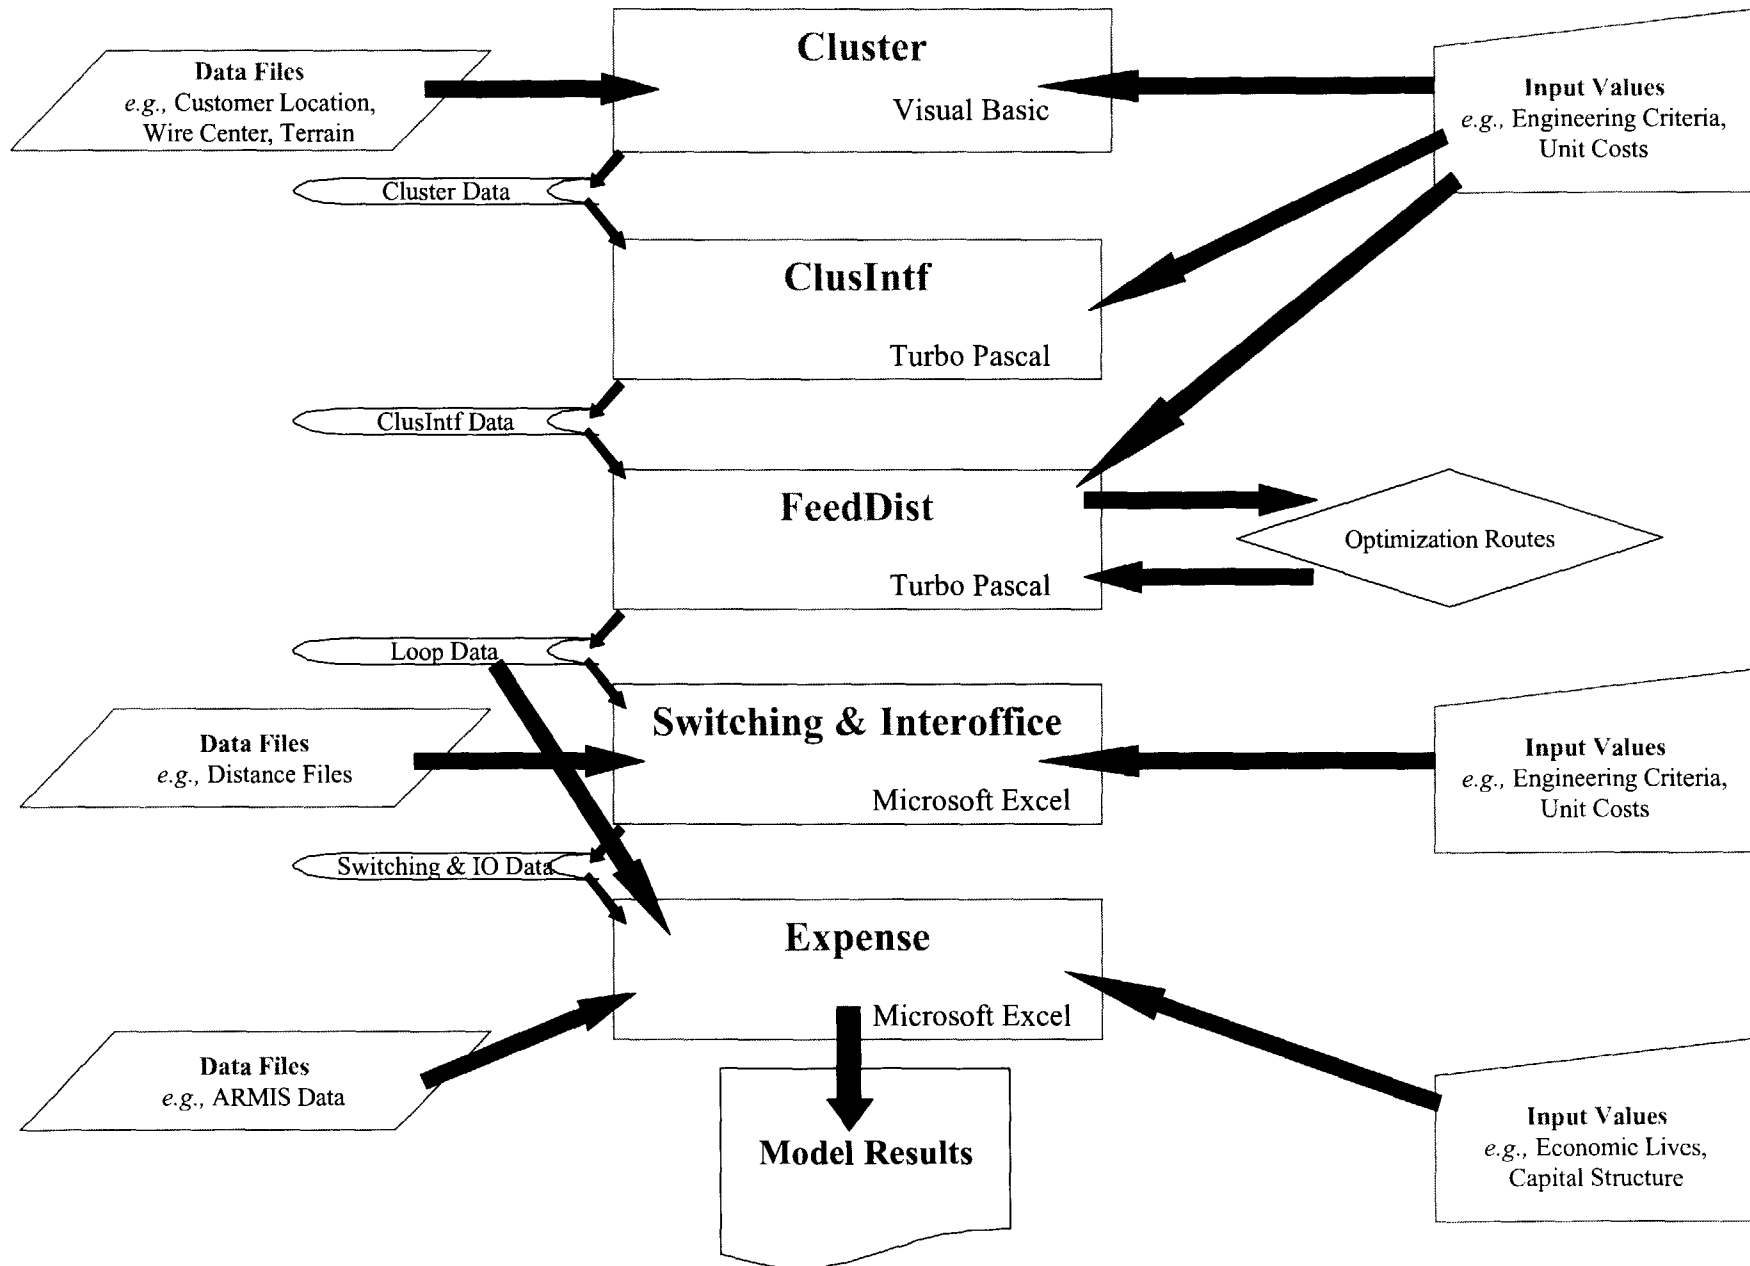 Cluster
Visual Basic
Data Files
e.g., Customer Location,
Wire Center, Terrain
Input Values
e.g., Engineering Criteria,
Unit Costs
Cluster Data
ClusIntf
Turbo Pascal
ClusIntf Data
FeedDist
Turbo Pascal
Optimization Routes
Loop Data
Switching & Interoffice
Microsoft Excel
Data Files
e.g., Distance Files
Input Values
e.g., Engineering Criteria,
Unit Costs
Switching & IO Data
Expense
Microsoft Excel
Data Files
e.g., ARMIS Data
Input Values
e.g., Economic Lives,
Capital Structure
Model Results